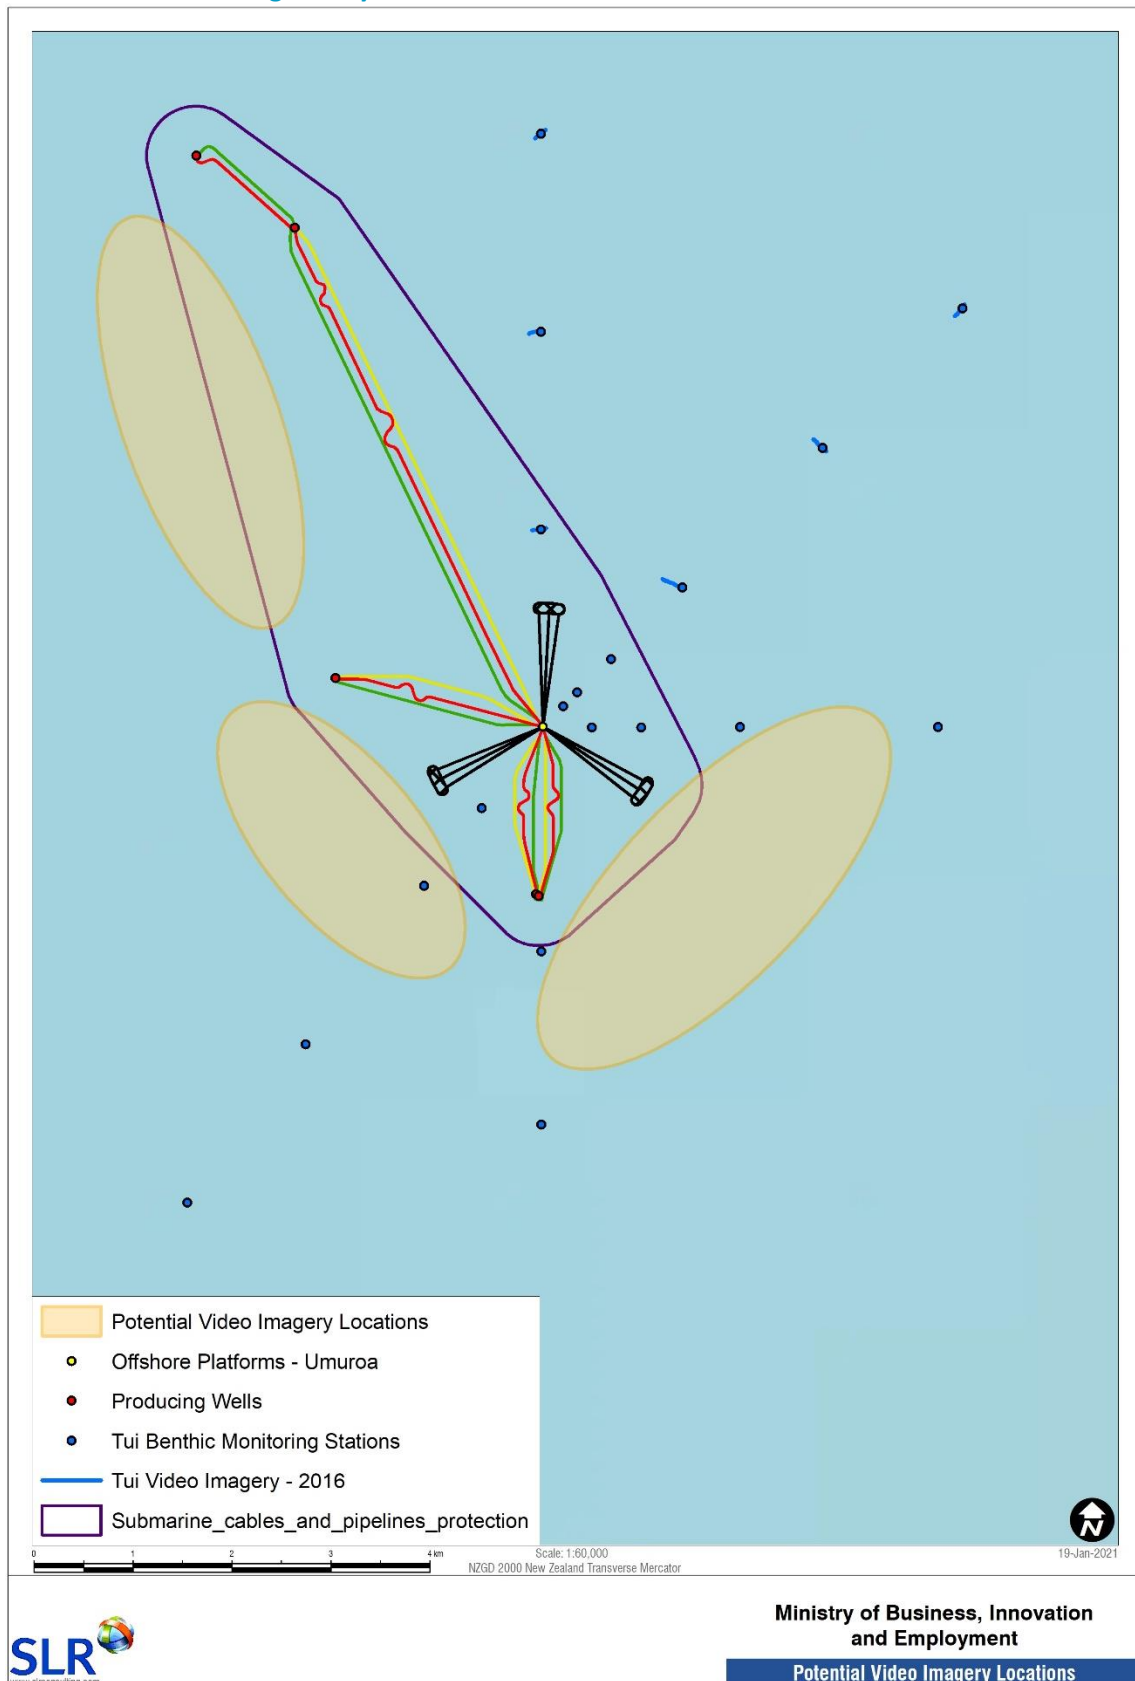 Potential Video Imagery Locations
Offshore Platforms - Umuroa
Producing Wells
Tui Benthic Monitoring Stations
Tui Video Imagery - 2016
Submarine_cables_and_pipelines_protection
N
0 1 2 3 4 km
Scale: 1:60,000
19-Jan-2021
NZGD 2000 New Zealand Transverse Mercator
Ministry of Business, Innovation
and Employment
SLR
Potential Video Imagery Locations